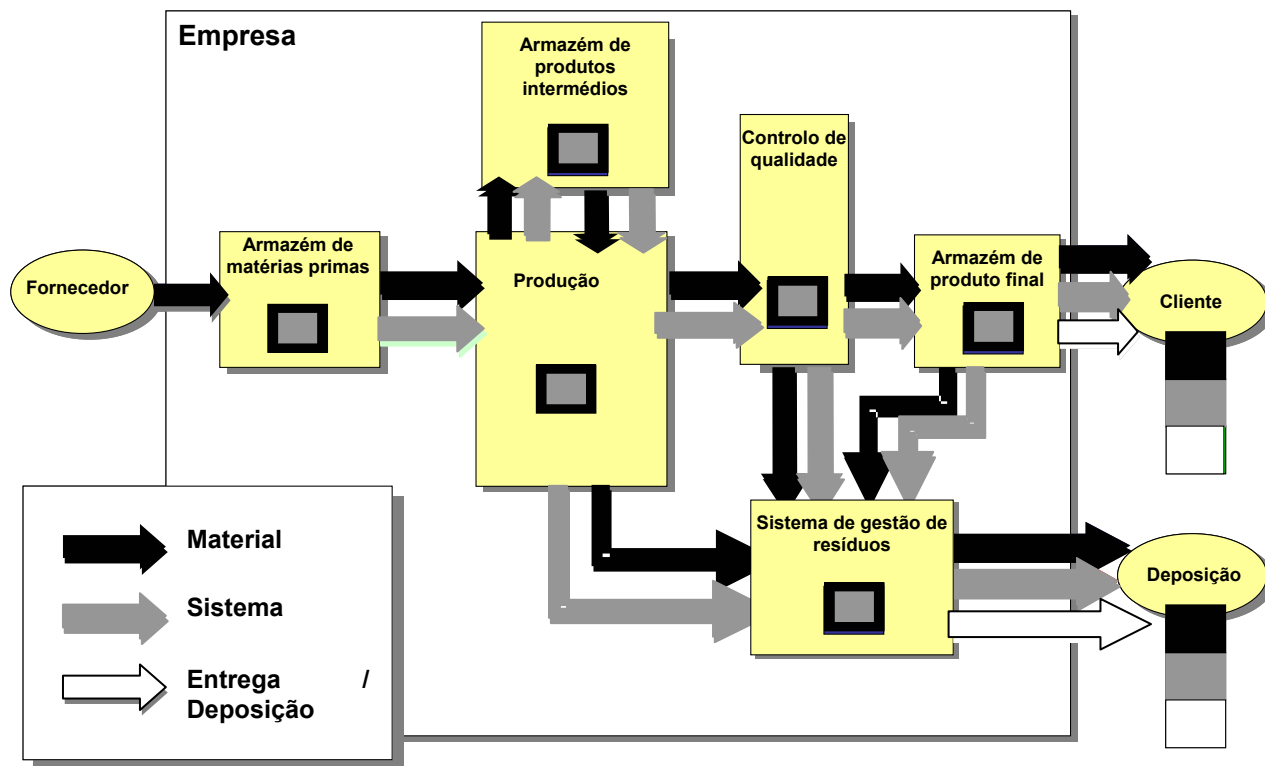 Empresa
Armazém de
produtos
intermédios
Controlo de
qualidade
Armazém de
matérias primas
Produção
Armazém de
produto final
Fornecedor
Cliente
Sistema de gestão de
resíduos
Deposição
Material
Sistema
Entrega /
Deposição